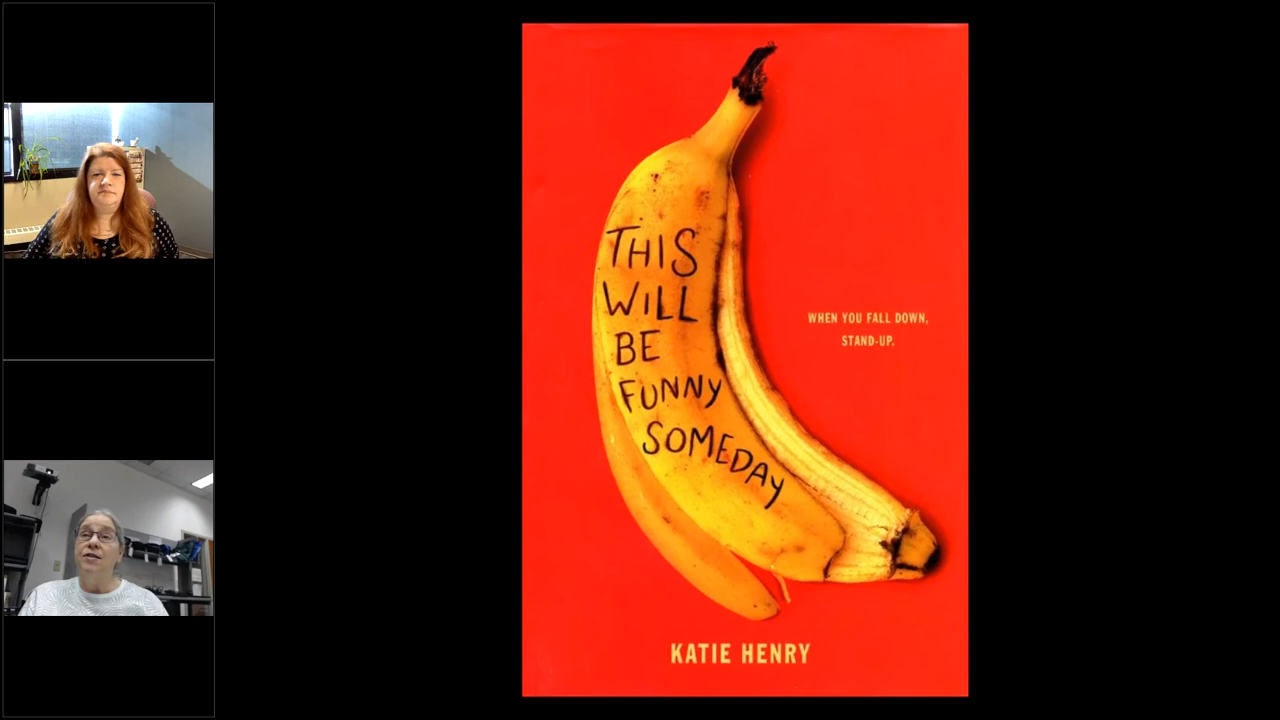 THIS
WILL
BE
FUNNY
SOMEDAY
WHEN YOU FALL DOWN,
STAND-UP.
KATIE HENRY